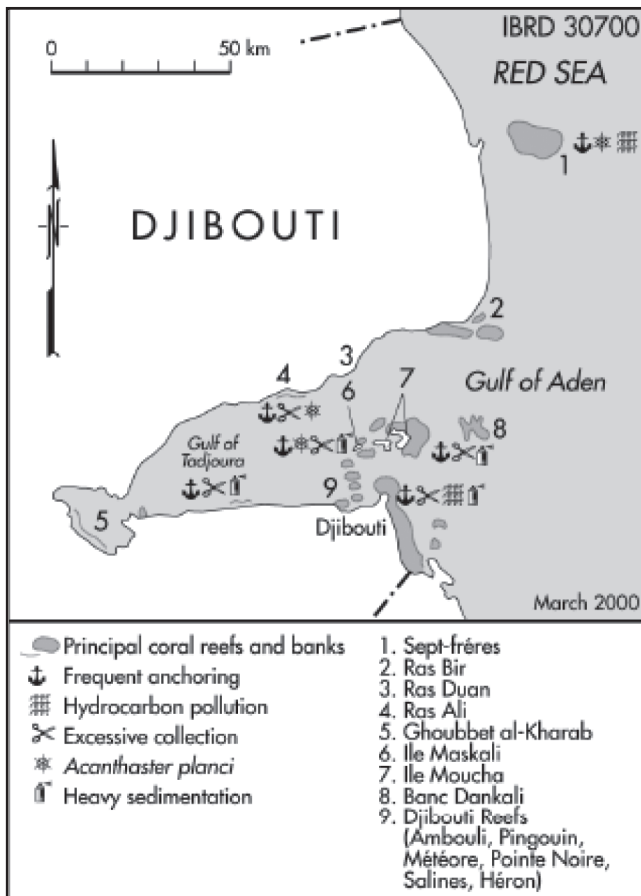 IBRD 30700
0 50 km
RED SEA
1
DJIBOUTI
2
3
4
6
7
Gulf of Aden
8
Gulf of
Tadjoura
9
5
Djibouti
March 2000
Principal coral reefs and banks
Frequent anchoring
Hydrocarbon pollution
Excessive collection
Acanthaster planci
Heavy sedimentation
1. Sept-fréres
2. Ras Bir
3. Ras Duan
4. Ras Ali
5. Ghoubbet al-Kharab
6. Ile Maskali
7. Ile Moucha
8. Banc Dankali
9. Djibouti Reefs
(Ambouli, Pingouin,
Météore, Pointe Noire,
Salines, Héron)